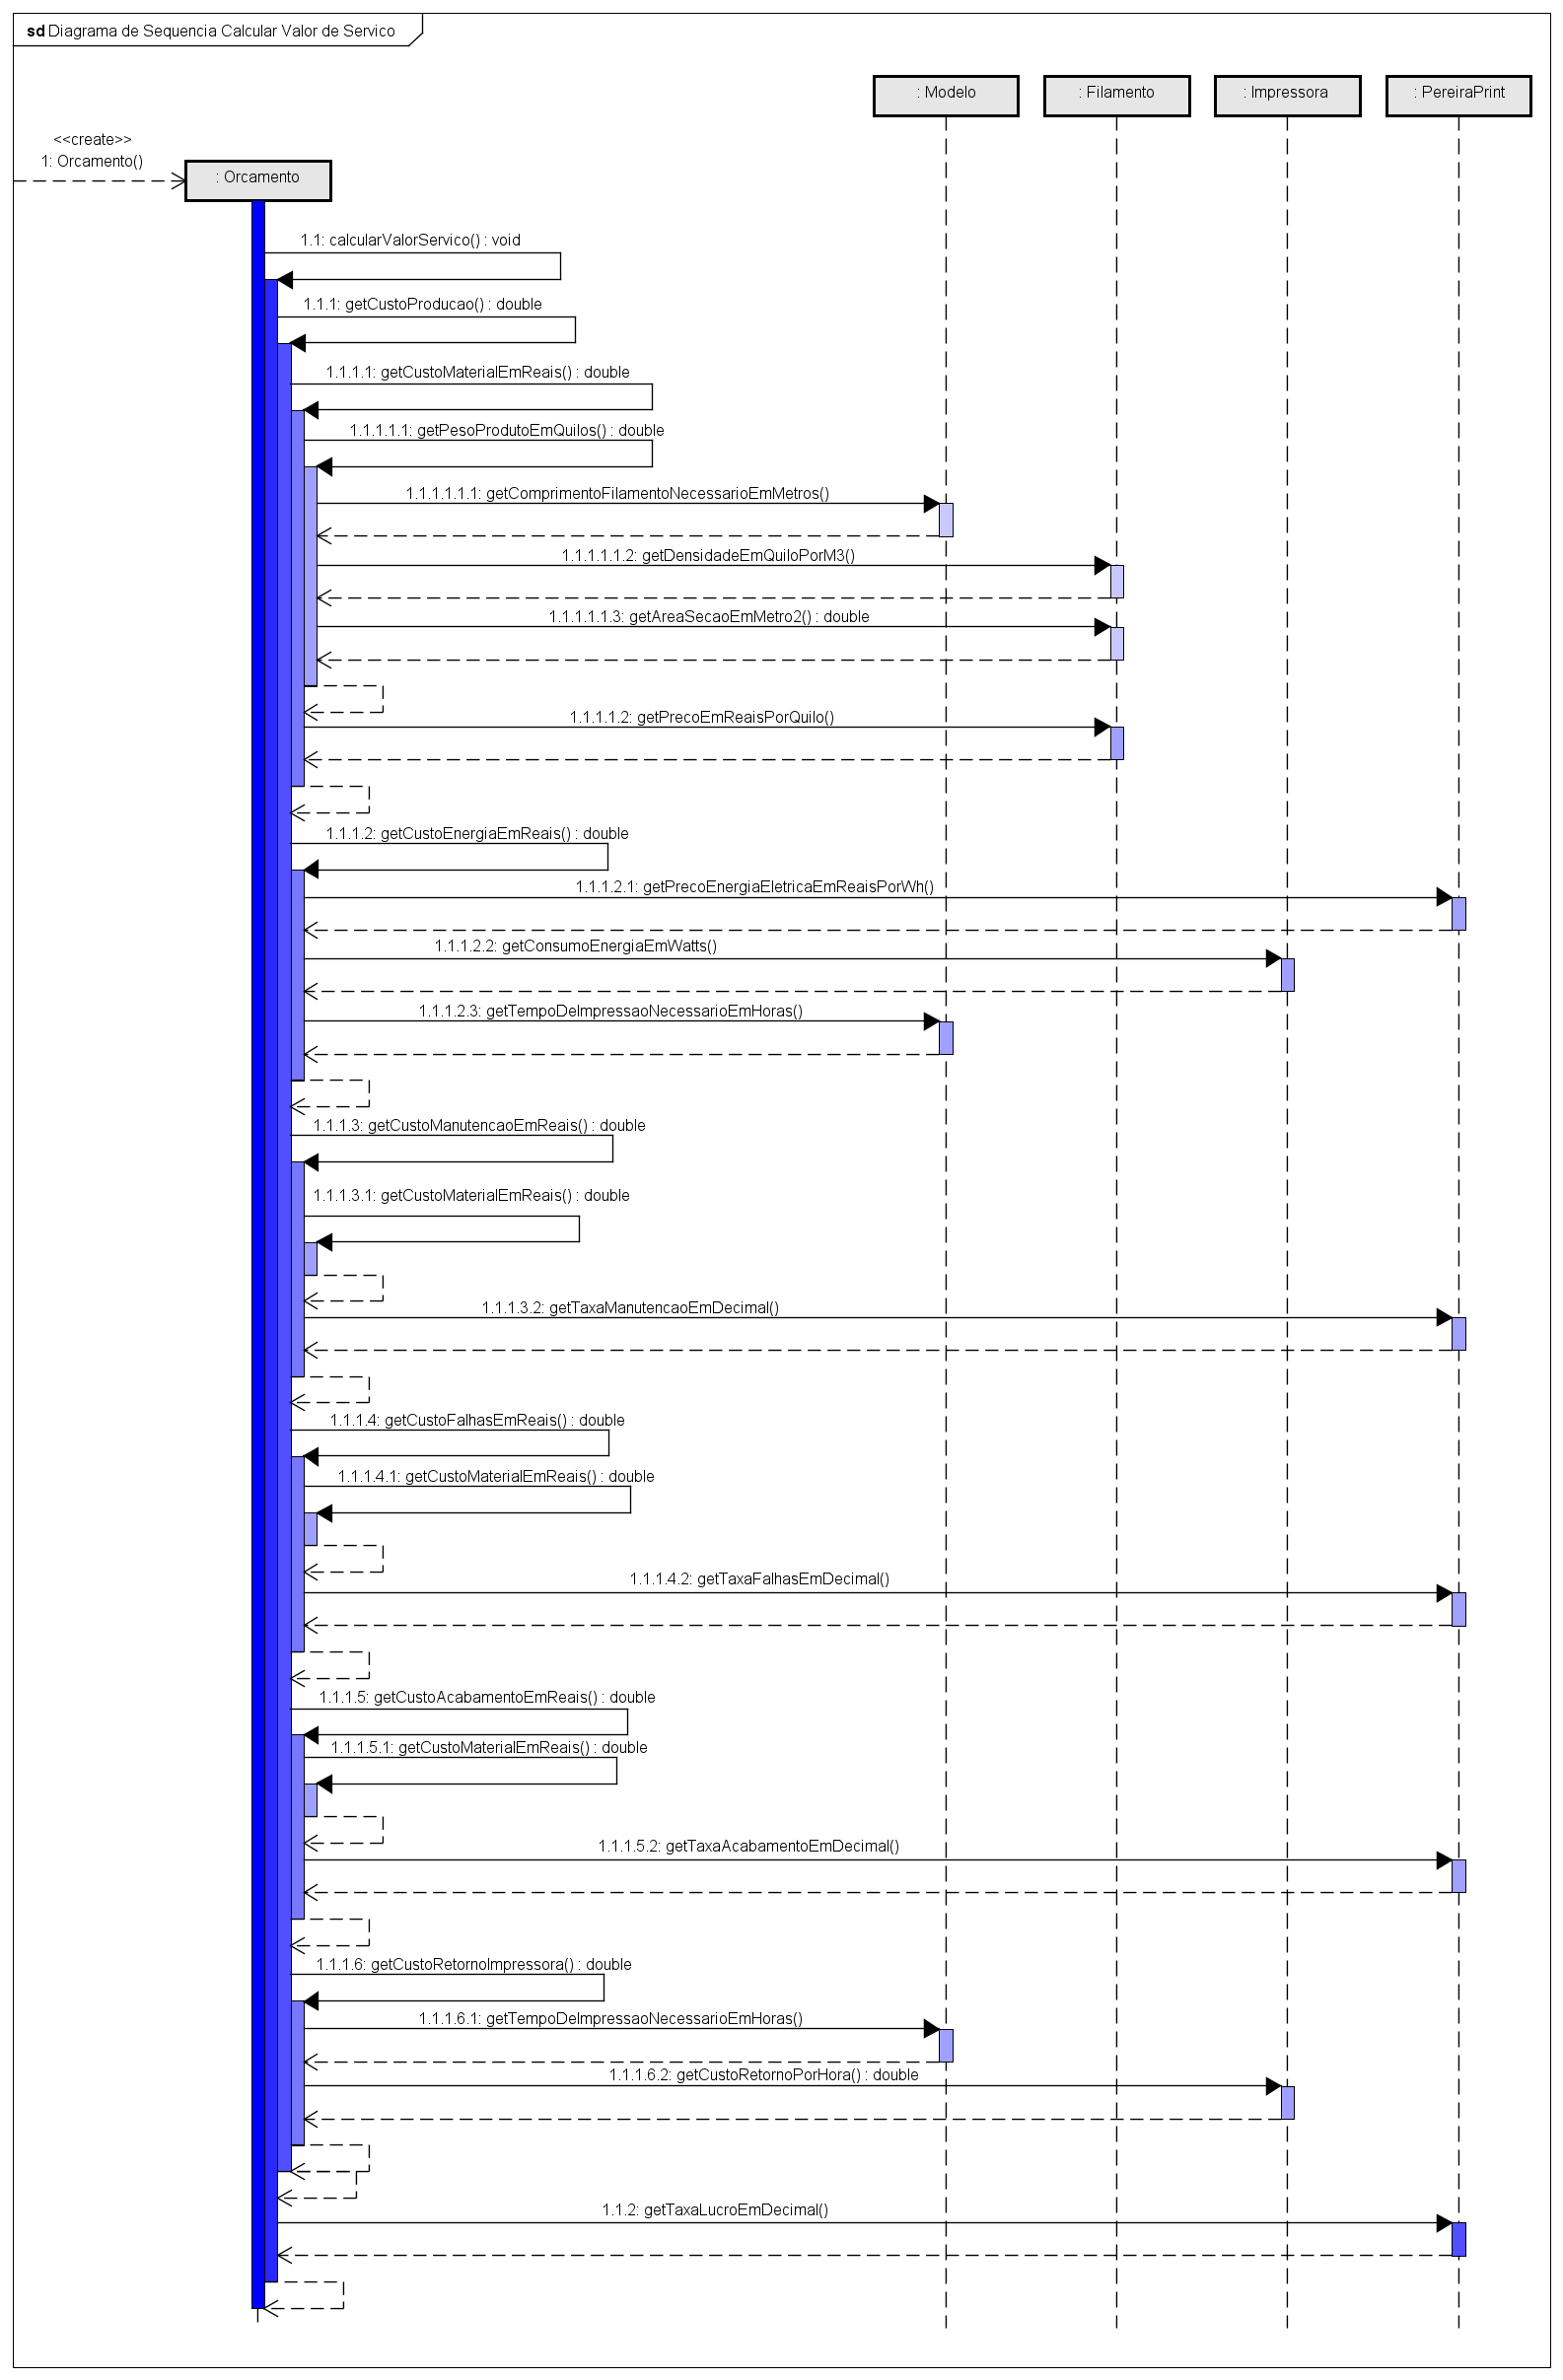 sd Diagrama de Sequencia Calcular Valor de Servico
: Modelo
: Filamento
: Impressora
: PereiraPrint
<<create>>
1: Orcamento()
: Orcamento
1.1: calcularValorServico() : void
1.1.1: getCustoProducao() : double
1.1.1.1: getCustoMaterialEmReais() : double
1.1.1.1.1: getPesoProdutoEmQuilos() : double
1.1.1.1.1.1: getComprimentoFilamentoNecessarioEmMetros()
1.1.1.1.1.2: getDensidadeEmQuiloPorM3()
1.1.1.1.1.3: getAreaSecaoEmMetro2() : double
1.1.1.1.2: getPrecoEmReaisPorQuilo()
1.1.1.2: getCustoEnergiaEmReais() : double
1.1.1.2.1: getPrecoEnergiaEletricaEmReaisPorWh()
1.1.1.2.2: getConsumoEnergiaEmWatts()
1.1.1.2.3: getTempoDeImpressaoNecessarioEmHoras()
1.1.1.3: getCustoManutencaoEmReais() : double
1.1.1.3.1: getCustoMaterialEmReais() : double
1.1.1.3.2: getTaxaManutencaoEmDecimal()
1.1.1.4: getCustoFalhasEmReais() : double
1.1.1.4.1: getCustoMaterialEmReais() : double
1.1.1.4.2: getTaxaFalhasEmDecimal()
1.1.1.5: getCustoAcabamentoEmReais() : double
1.1.1.5.1: getCustoMaterialEmReais() : double
1.1.1.5.2: getTaxaAcabamentoEmDecimal()
1.1.1.6: getCustoRetornoImpressora() : double
1.1.1.6.1: getTempoDeImpressaoNecessarioEmHoras()
1.1.1.6.2: getCustoRetornoPorHora() : double
1.1.2: getTaxaLucroEmDecimal()